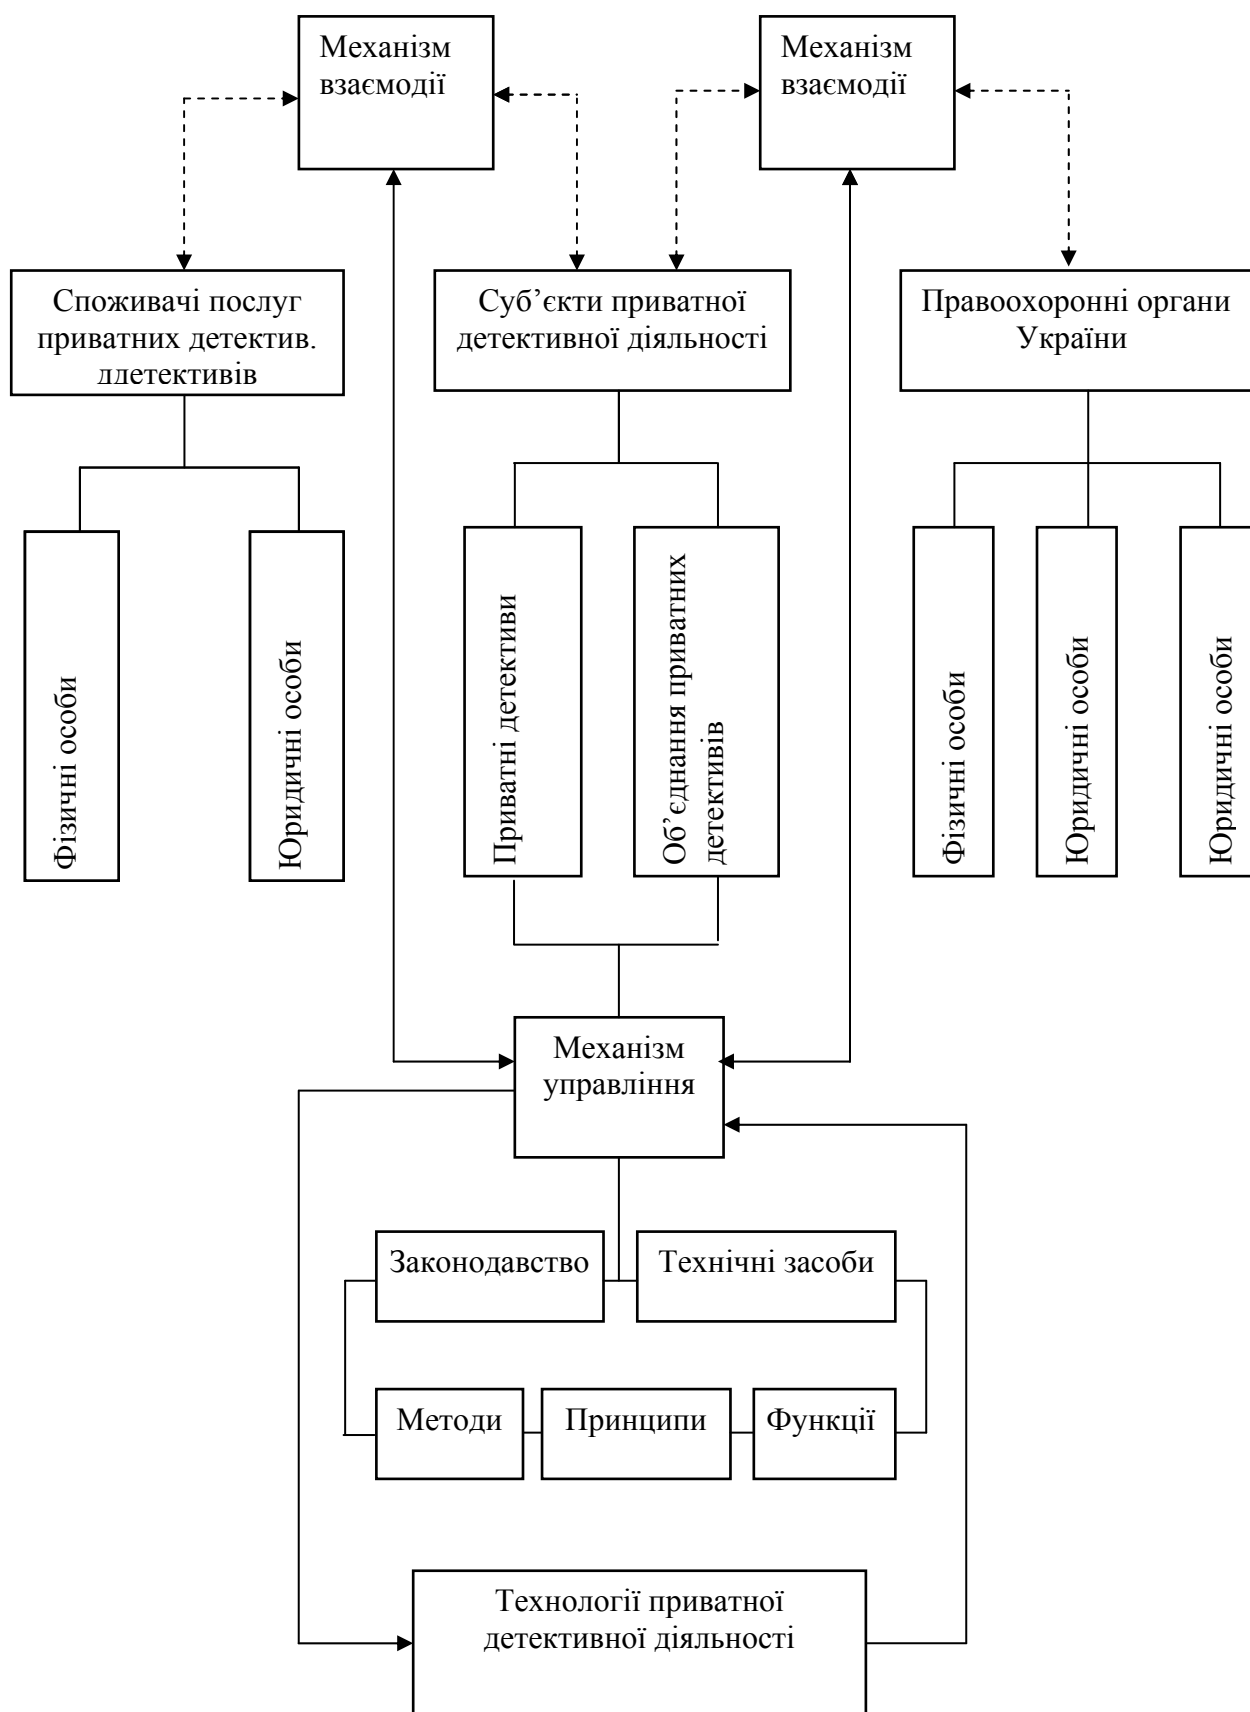 Механізм
взаємодії
Механізм
взаємодії
Споживачі послуг
приватних детектив.
ддетективів
Суб’єкти приватної
детективної діяльності
Правоохоронні органи
України
Фізичні особи
Юридичні особи
Приватні детективи
Об’єднання приватних
детективів
Фізичні особи
Юридичні особи
Юридичні особи
Механізм
управління
Законодавство
Технічні засоби
Методи
Принципи
Функції
Технології приватної
детективної діяльності